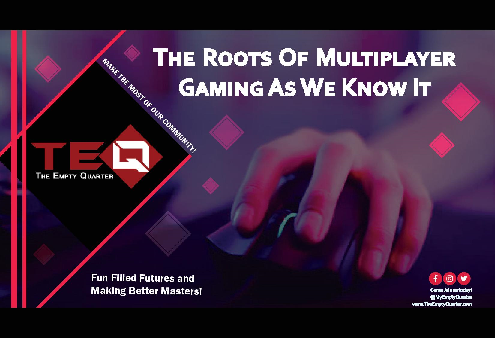 The Roots Of Multiplayer
Gaming As We Know It
Make the most of our community!
TEQ
The Empty Quarter
Fun Filled Futures and
Making Better Masters!
@MyEmptyQuarter
www.TheEmptyQuarter.com